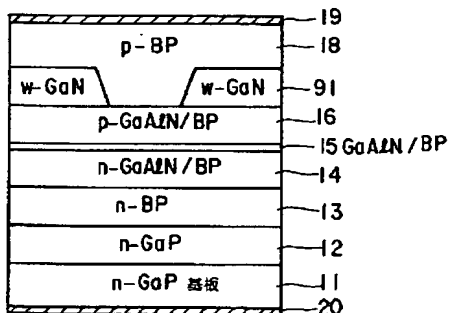 19
p-BP 18
w-GaN w-GaN 91
p-GaAlN/BP 16
15 GaAlN/BP
n-GaAlN/BP 14
n-BP 13
n-GaP 12
n-GaP 基板 11
20